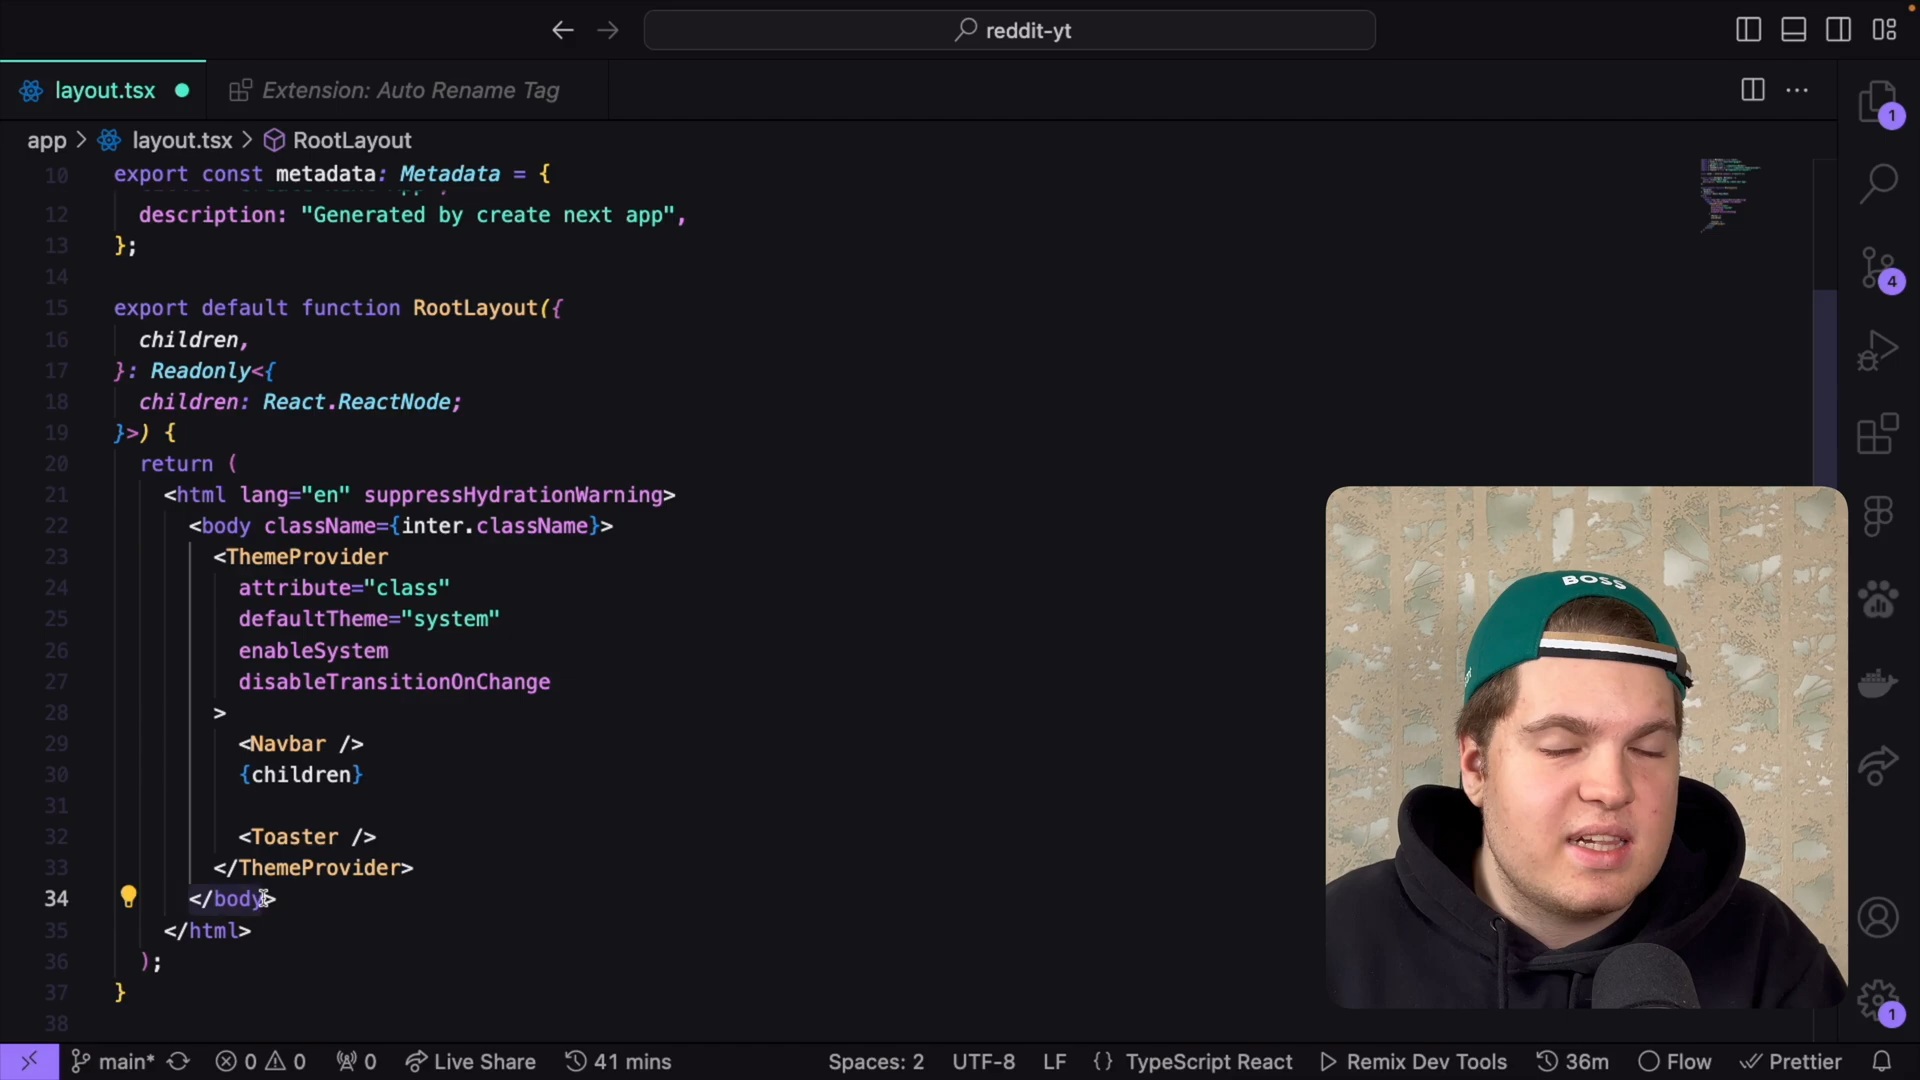 reddit-yt
layout.tsx
Extension: Auto Rename Tag
app
layout.tsx
RootLayout
10 export const metadata: Metadata = {
12 description: "Generated by create next app",
13 };
14
15 export default function RootLayout({
16 children,
17 }: Readonly<{
18 children: React.ReactNode;
19 }>) {
20 return (
21 <html lang="en" suppressHydrationWarning>
22 <body className={inter.className}>
23 <ThemeProvider
24 attribute="class"
25 defaultTheme="system"
26 enableSystem
27 disableTransitionOnChange
28 >
29 <Navbar />
30 {children}
31
32 <Toaster />
33 </ThemeProvider>
34 </body>
35 </html>
36 );
37 }
38
1
4
1
BOSS
main* 0 0 0 Live Share 41 mins Spaces: 2 UTF-8 LF {} TypeScript React Remix Dev Tools 36m Flow Prettier